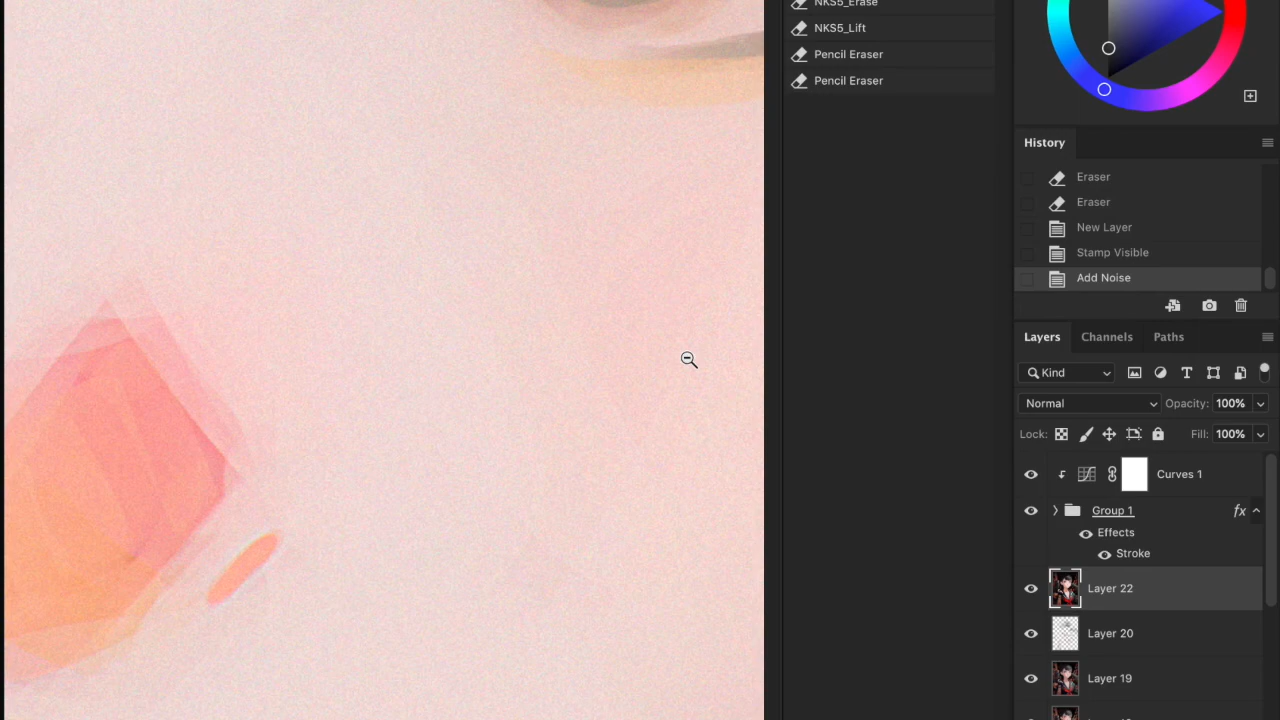 NKS5_Erase
NKS5_Lift
Pencil Eraser
Pencil Eraser
History
Eraser
Eraser
New Layer
Stamp Visible
Add Noise
Layers Channels Paths
Kind
Normal Opacity: 100%
Lock: Fill: 100%
Curves 1
Group 1 fx
Effects
Stroke
Layer 22
Layer 20
Layer 19